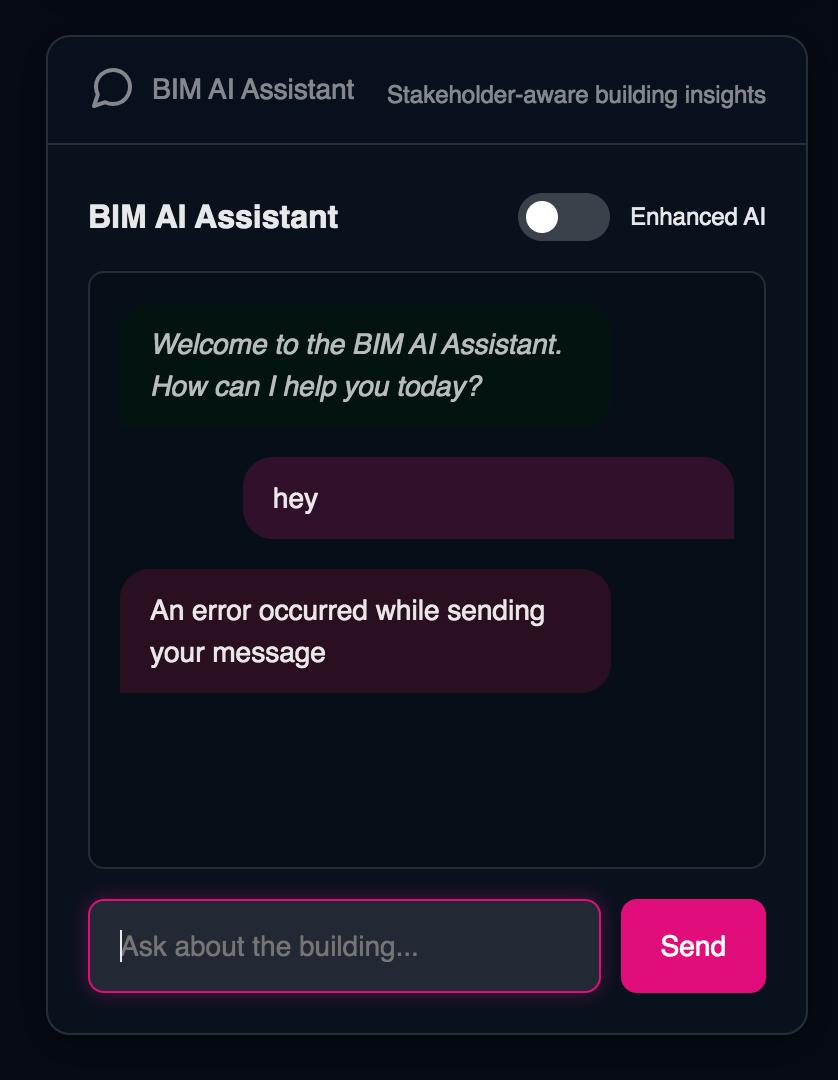 BIM AI Assistant
Stakeholder-aware building insights
BIM AI Assistant
Enhanced AI
Welcome to the BIM AI Assistant.
How can I help you today?
hey
An error occurred while sending
your message
Ask about the building...
Send